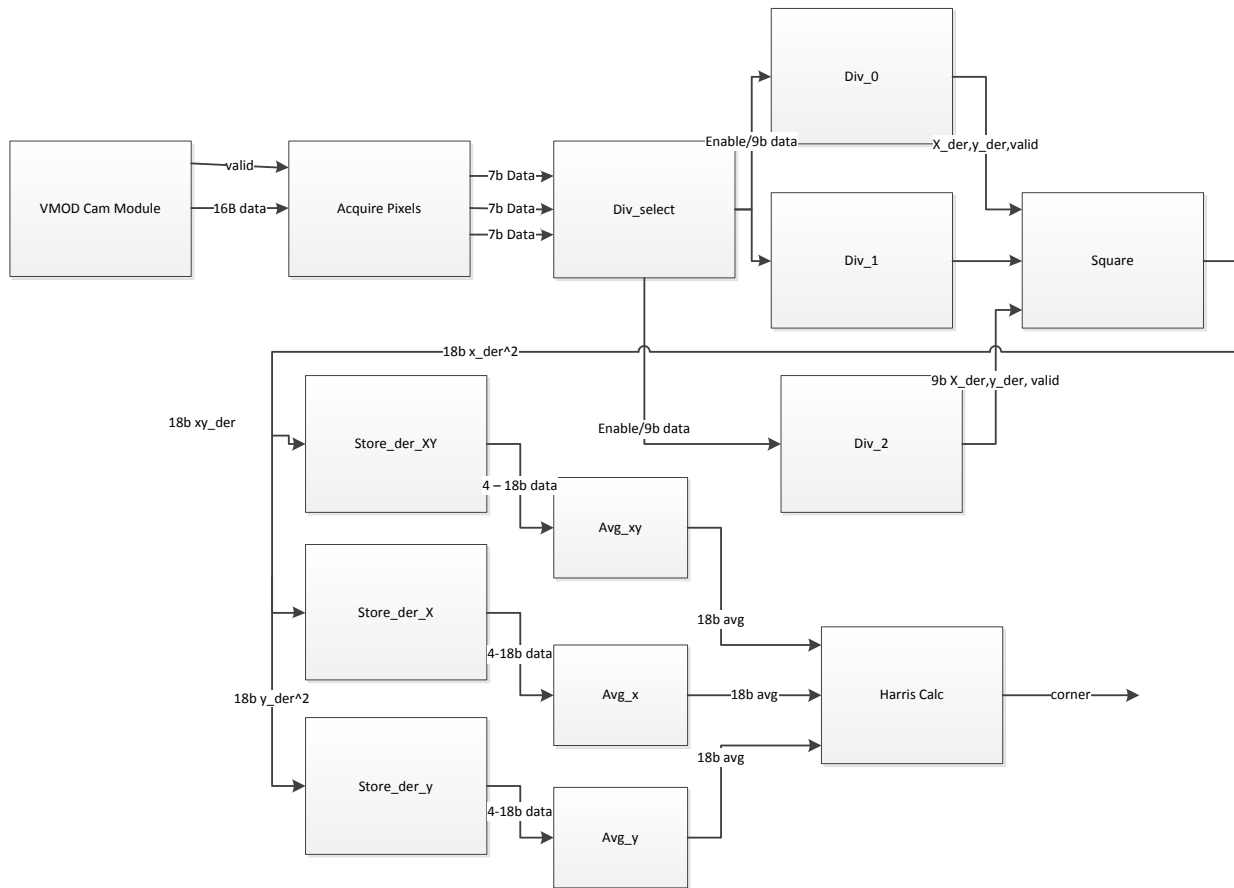 Div_0
Enable/9b data
X_der,y_der,valid
VMOD Cam Module
valid
16B data
Acquire Pixels
7b Data
7b Data
7b Data
Div_select
Div_1
Square
18b x_der^2
9b X_der,y_der, valid
18b xy_der
Store_der_XY
Enable/9b data
Div_2
4 – 18b data
Avg_xy
Store_der_X
18b avg
4-18b data
18b y_der^2
Avg_x
18b avg
Harris Calc
corner
18b avg
Store_der_y
4-18b data
Avg_y